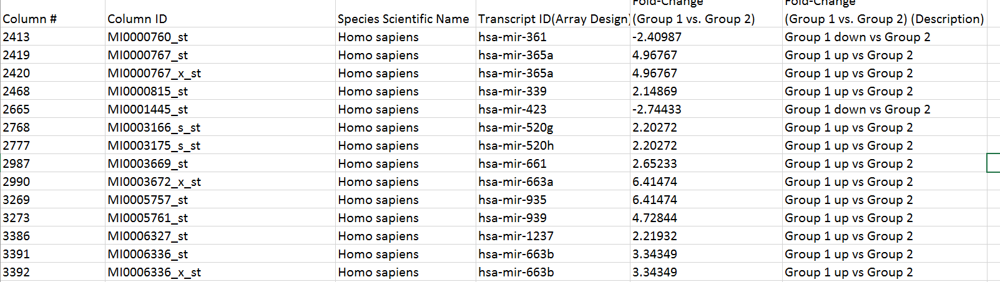 Fold-Change Fold-Change
Column # Column ID Species Scientific Name Transcript ID(Array Design) (Group 1 vs. Group 2) (Group 1 vs. Group 2) (Description)
2413 MI0000760_st Homo sapiens hsa-mir-361 -2.40987 Group 1 down vs Group 2
2419 MI0000767_st Homo sapiens hsa-mir-365a 4.96767 Group 1 up vs Group 2
2420 MI0000767_x_st Homo sapiens hsa-mir-365a 4.96767 Group 1 up vs Group 2
2468 MI0000815_st Homo sapiens hsa-mir-339 2.14869 Group 1 up vs Group 2
2665 MI0001445_st Homo sapiens hsa-mir-423 -2.74433 Group 1 down vs Group 2
2768 MI0003166_s_st Homo sapiens hsa-mir-520g 2.20272 Group 1 up vs Group 2
2777 MI0003175_s_st Homo sapiens hsa-mir-520h 2.20272 Group 1 up vs Group 2
2987 MI0003669_st Homo sapiens hsa-mir-661 2.65233 Group 1 up vs Group 2
2990 MI0003672_x_st Homo sapiens hsa-mir-663a 6.41474 Group 1 up vs Group 2
3269 MI0005757_st Homo sapiens hsa-mir-935 6.41474 Group 1 up vs Group 2
3273 MI0005761_st Homo sapiens hsa-mir-939 4.72844 Group 1 up vs Group 2
3386 MI0006327_st Homo sapiens hsa-mir-1237 2.21932 Group 1 up vs Group 2
3391 MI0006336_st Homo sapiens hsa-mir-663b 3.34349 Group 1 up vs Group 2
3392 MI0006336_x_st Homo sapiens hsa-mir-663b 3.34349 Group 1 up vs Group 2